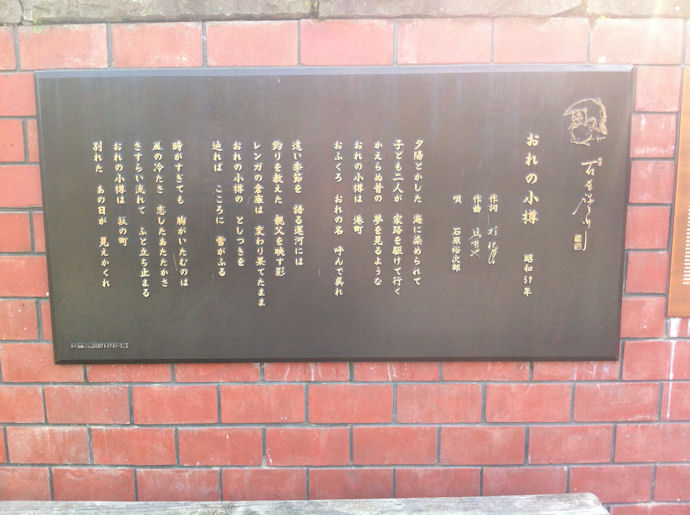 おれの小樽
昭和59年
作詞
作曲
唄 石原裕次郎
夕陽とかした 海に染められて
子ども二人が 家路を駆けて行く
かえらぬ昔の 夢を見るような
おれの小樽は 港町
おふくろ おれの名 呼んで呉れ
遠い季節を 語る運河には
釣りを教えた 親父を映す影
レンガの倉庫は 変わり果てたまま
おれの小樽の としつきを
辿れば こころに 雪がふる
時がすぎても 胸がいたむのは
風の冷たさ 恋したあたたかさ
さすらい流れて ふと立ち止まる
おれの小樽は 坂の町
別れた あの日が 見えかくれ